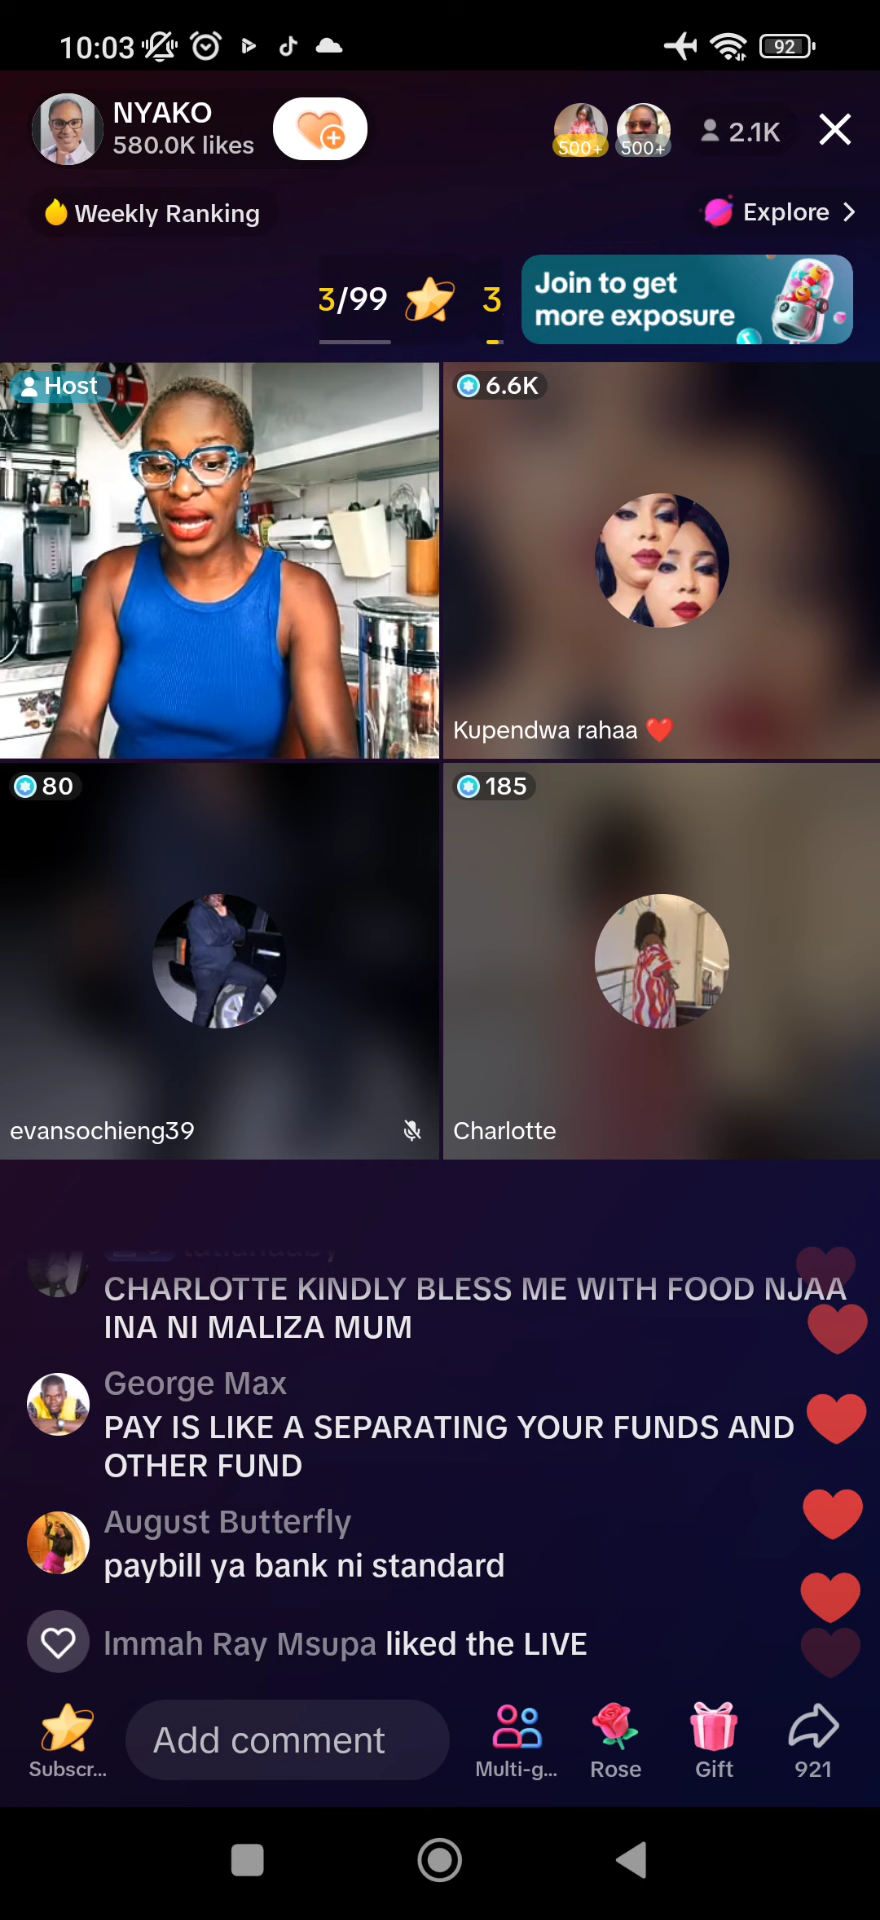 10:03
92
NYAKO
580.0K likes
500+
500+
2.1K
Weekly Ranking
Explore
3/99
3
Join to get
more exposure
Host
6.6K
Kupendwa rahaa ❤️
80
185
evansochieng39
Charlotte
CHARLOTTE KINDLY BLESS ME WITH FOOD NJAA
INA NI MALIZA MUM
George Max
PAY IS LIKE A SEPARATING YOUR FUNDS AND
OTHER FUND
August Butterfly
paybill ya bank ni standard
Immah Ray Msupa liked the LIVE
Add comment
Subscr...
Multi-g...
Rose
Gift
921